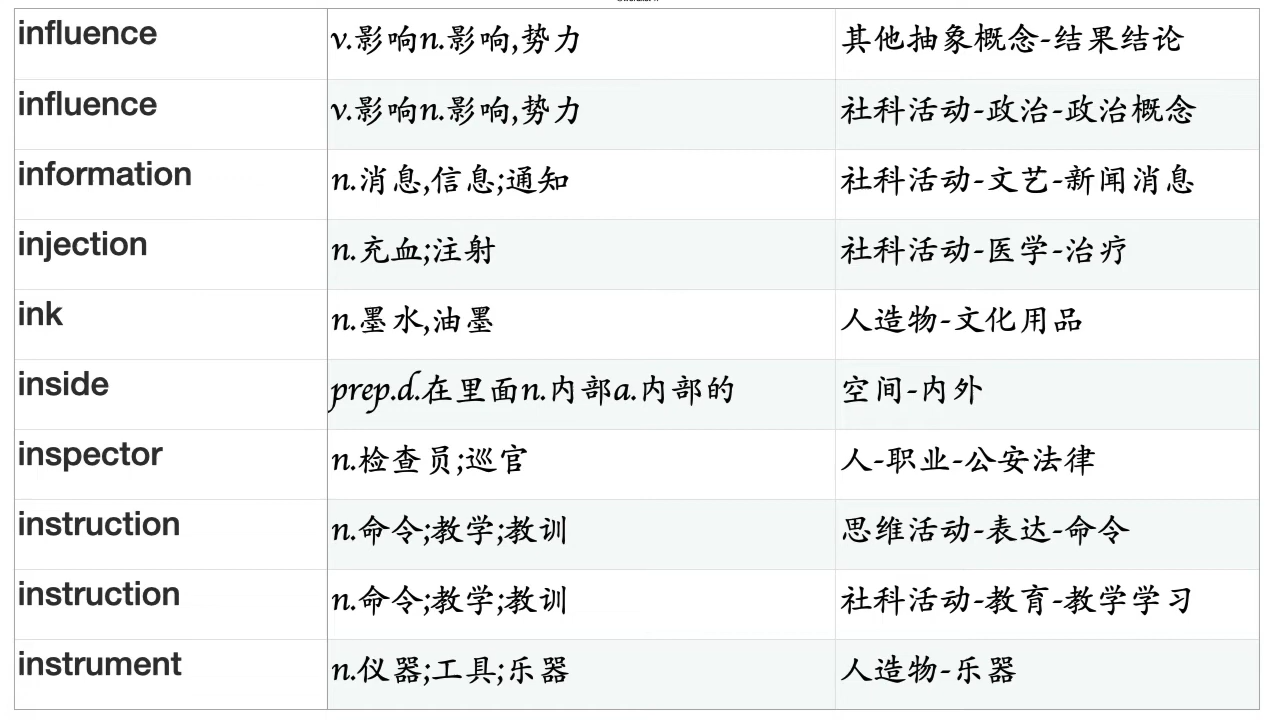 influence v.影响n.影响,势力 其他抽象概念-结果结论
influence v.影响n.影响,势力 社科活动-政治-政治概念
information n.消息,信息;通知 社科活动-文艺-新闻消息
injection n.充血;注射 社科活动-医学-治疗
ink n.墨水,油墨 人造物-文化用品
inside prep.d.在里面n.内部a.内部的 空间-内外
inspector n.检查员;巡官 人-职业-公安法律
instruction n.命令;教学;教训 思维活动-表达-命令
instruction n.命令;教学;教训 社科活动-教育-教学学习
instrument n.仪器;工具;乐器 人造物-乐器